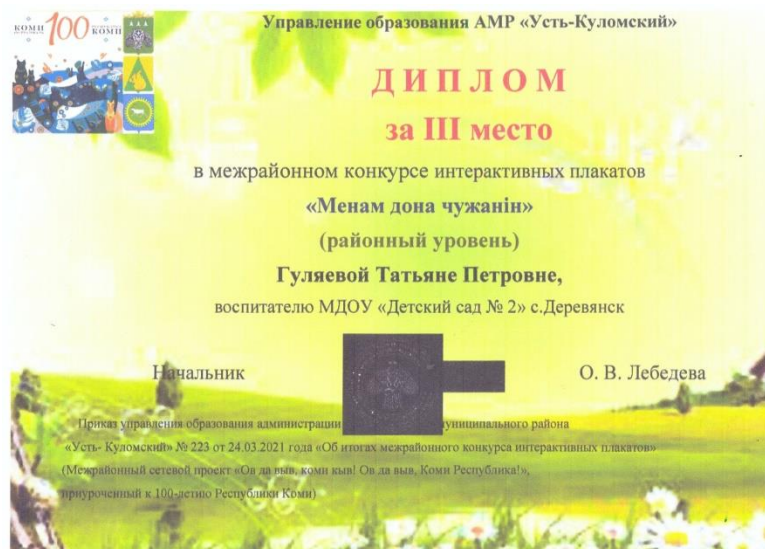 Управление образования АМР «Усть-Куломский»
КОМИ 100 КОМИ
ДИПЛОМ
за III место
в межрайонном конкурсе интерактивных плакатов
«Менам дона чужанін»
(районный уровень)
Гуляевой Татьяне Петровне,
воспитателю МДОУ «Детский сад № 2» с.Деревянск
Начальник О. В. Лебедева
Приказ управления образования администрации муниципального района
«Усть- Куломский» № 223 от 24.03.2021 года «Об итогах межрайонного конкурса интерактивных плакатов»
(Межрайонный сетевой проект «Ов да выв, коми кыв! Ов да выв, Коми Республика!»,
приуроченный к 100-летию Республики Коми)